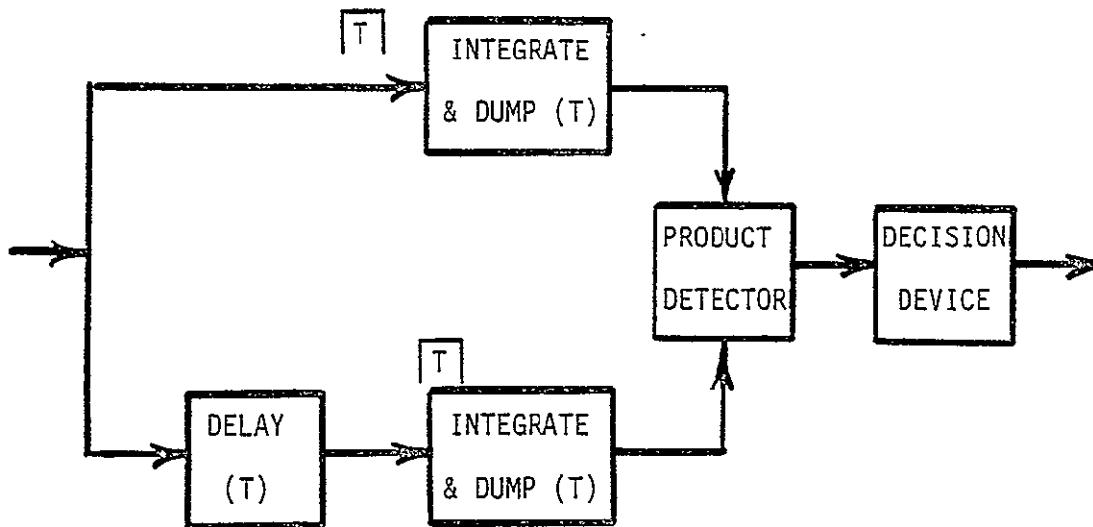 T
INTEGRATE
& DUMP (T)
PRODUCT
DETECTOR
DECISION
DEVICE
T
DELAY
(T)
INTEGRATE
& DUMP (T)